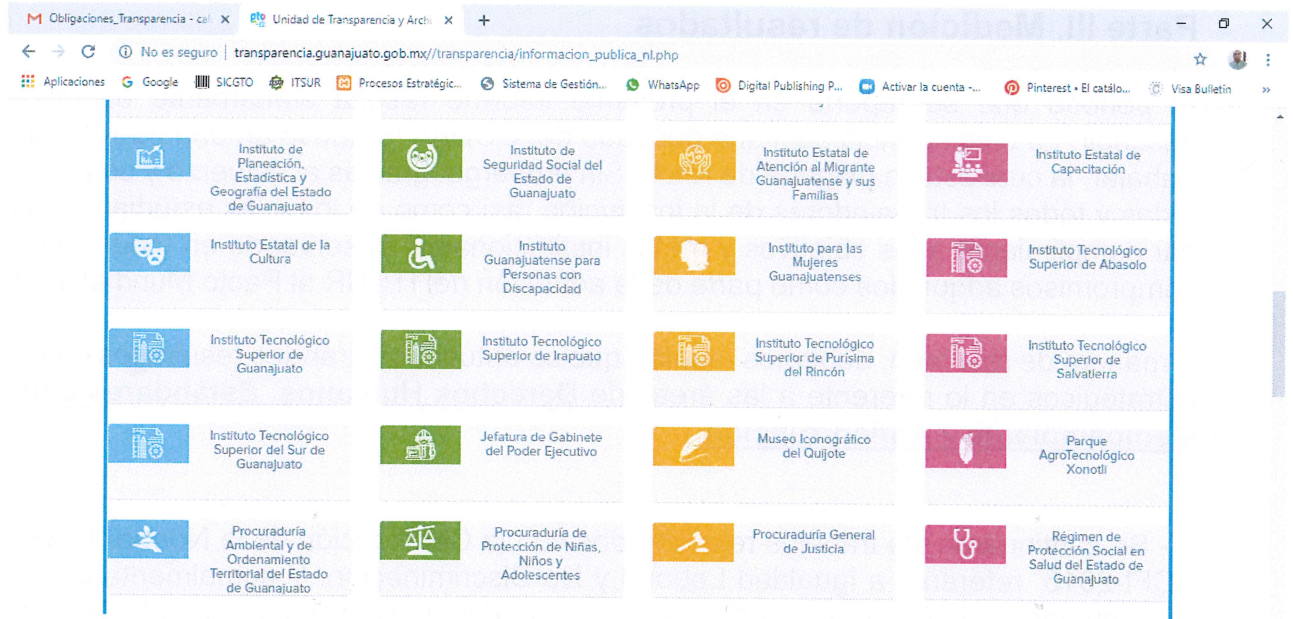 Obligaciones_Transparencia - cal
Unidad de Transparencia y Archi
No es seguro | transparencia.guanajuato.gob.mx//transparencia/informacion_publica_nl.php
Aplicaciones
Google
SICGTO
ITSUR
Procesos Estratégic...
Sistema de Gestión...
WhatsApp
Digital Publishing P...
Activar la cuenta -...
Pinterest • El catálo...
Visa Bulletin
Instituto de
Planeación,
Estadística y
Geografía del Estado
de Guanajuato
Instituto de
Seguridad Social del
Estado de
Guanajuato
Instituto Estatal de
Atención al Migrante
Guanajuatense y sus
Familias
Instituto Estatal de
Capacitación
Instituto Estatal de la
Cultura
Instituto
Guanajuatense para
Personas con
Discapacidad
Instituto para las
Mujeres
Guanajuatenses
Instituto Tecnológico
Superior de Abasolo
Instituto Tecnológico
Superior de
Guanajuato
Instituto Tecnológico
Superior de Irapuato
Instituto Tecnológico
Superior de Purísima
del Rincón
Instituto Tecnológico
Superior de
Salvatierra
Instituto Tecnológico
Superior del Sur de
Guanajuato
Jefatura de Gabinete
del Poder Ejecutivo
Museo Iconográfico
del Quijote
Parque
AgroTecnológico
Xonotli
Procuraduría
Ambiental y de
Ordenamiento
Territorial del Estado
de Guanajuato
Procuraduría de
Protección de Niñas,
Niños y
Adolescentes
Procuraduría General
de Justicia
Régimen de
Protección Social en
Salud del Estado de
Guanajuato